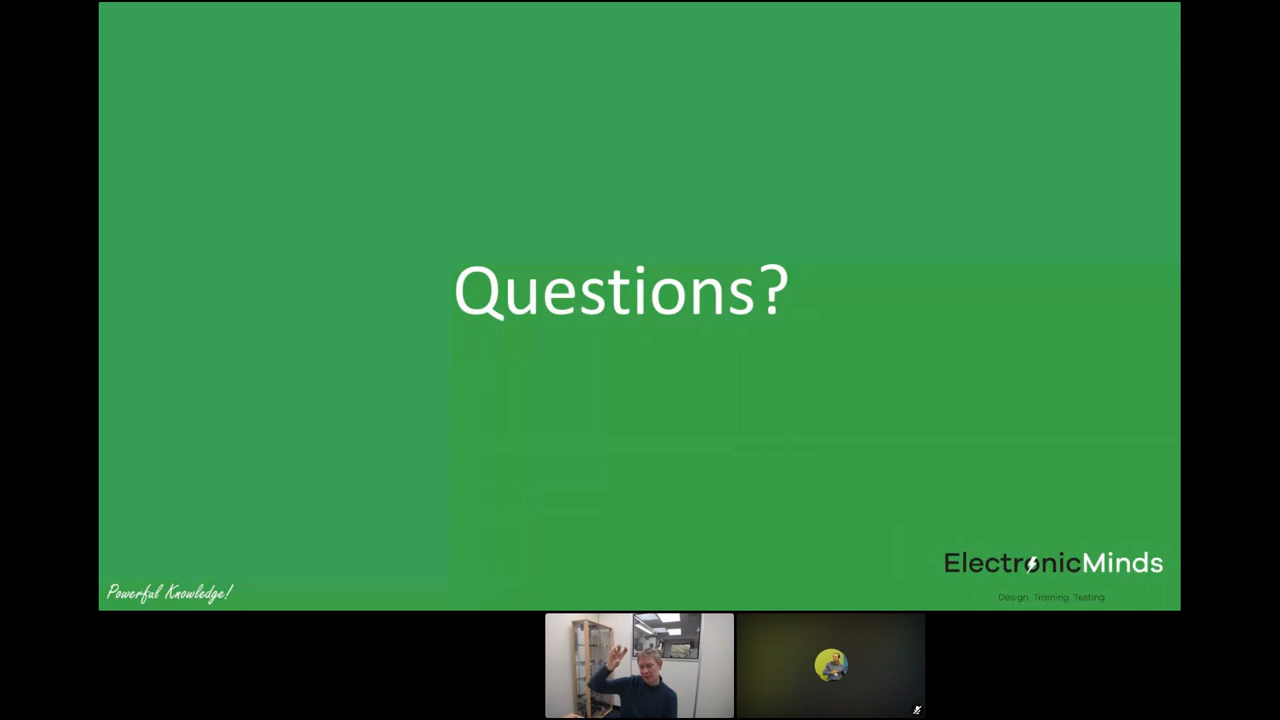 Questions?
Powerful Knowledge!
ElectronicMinds
Design Training Testing